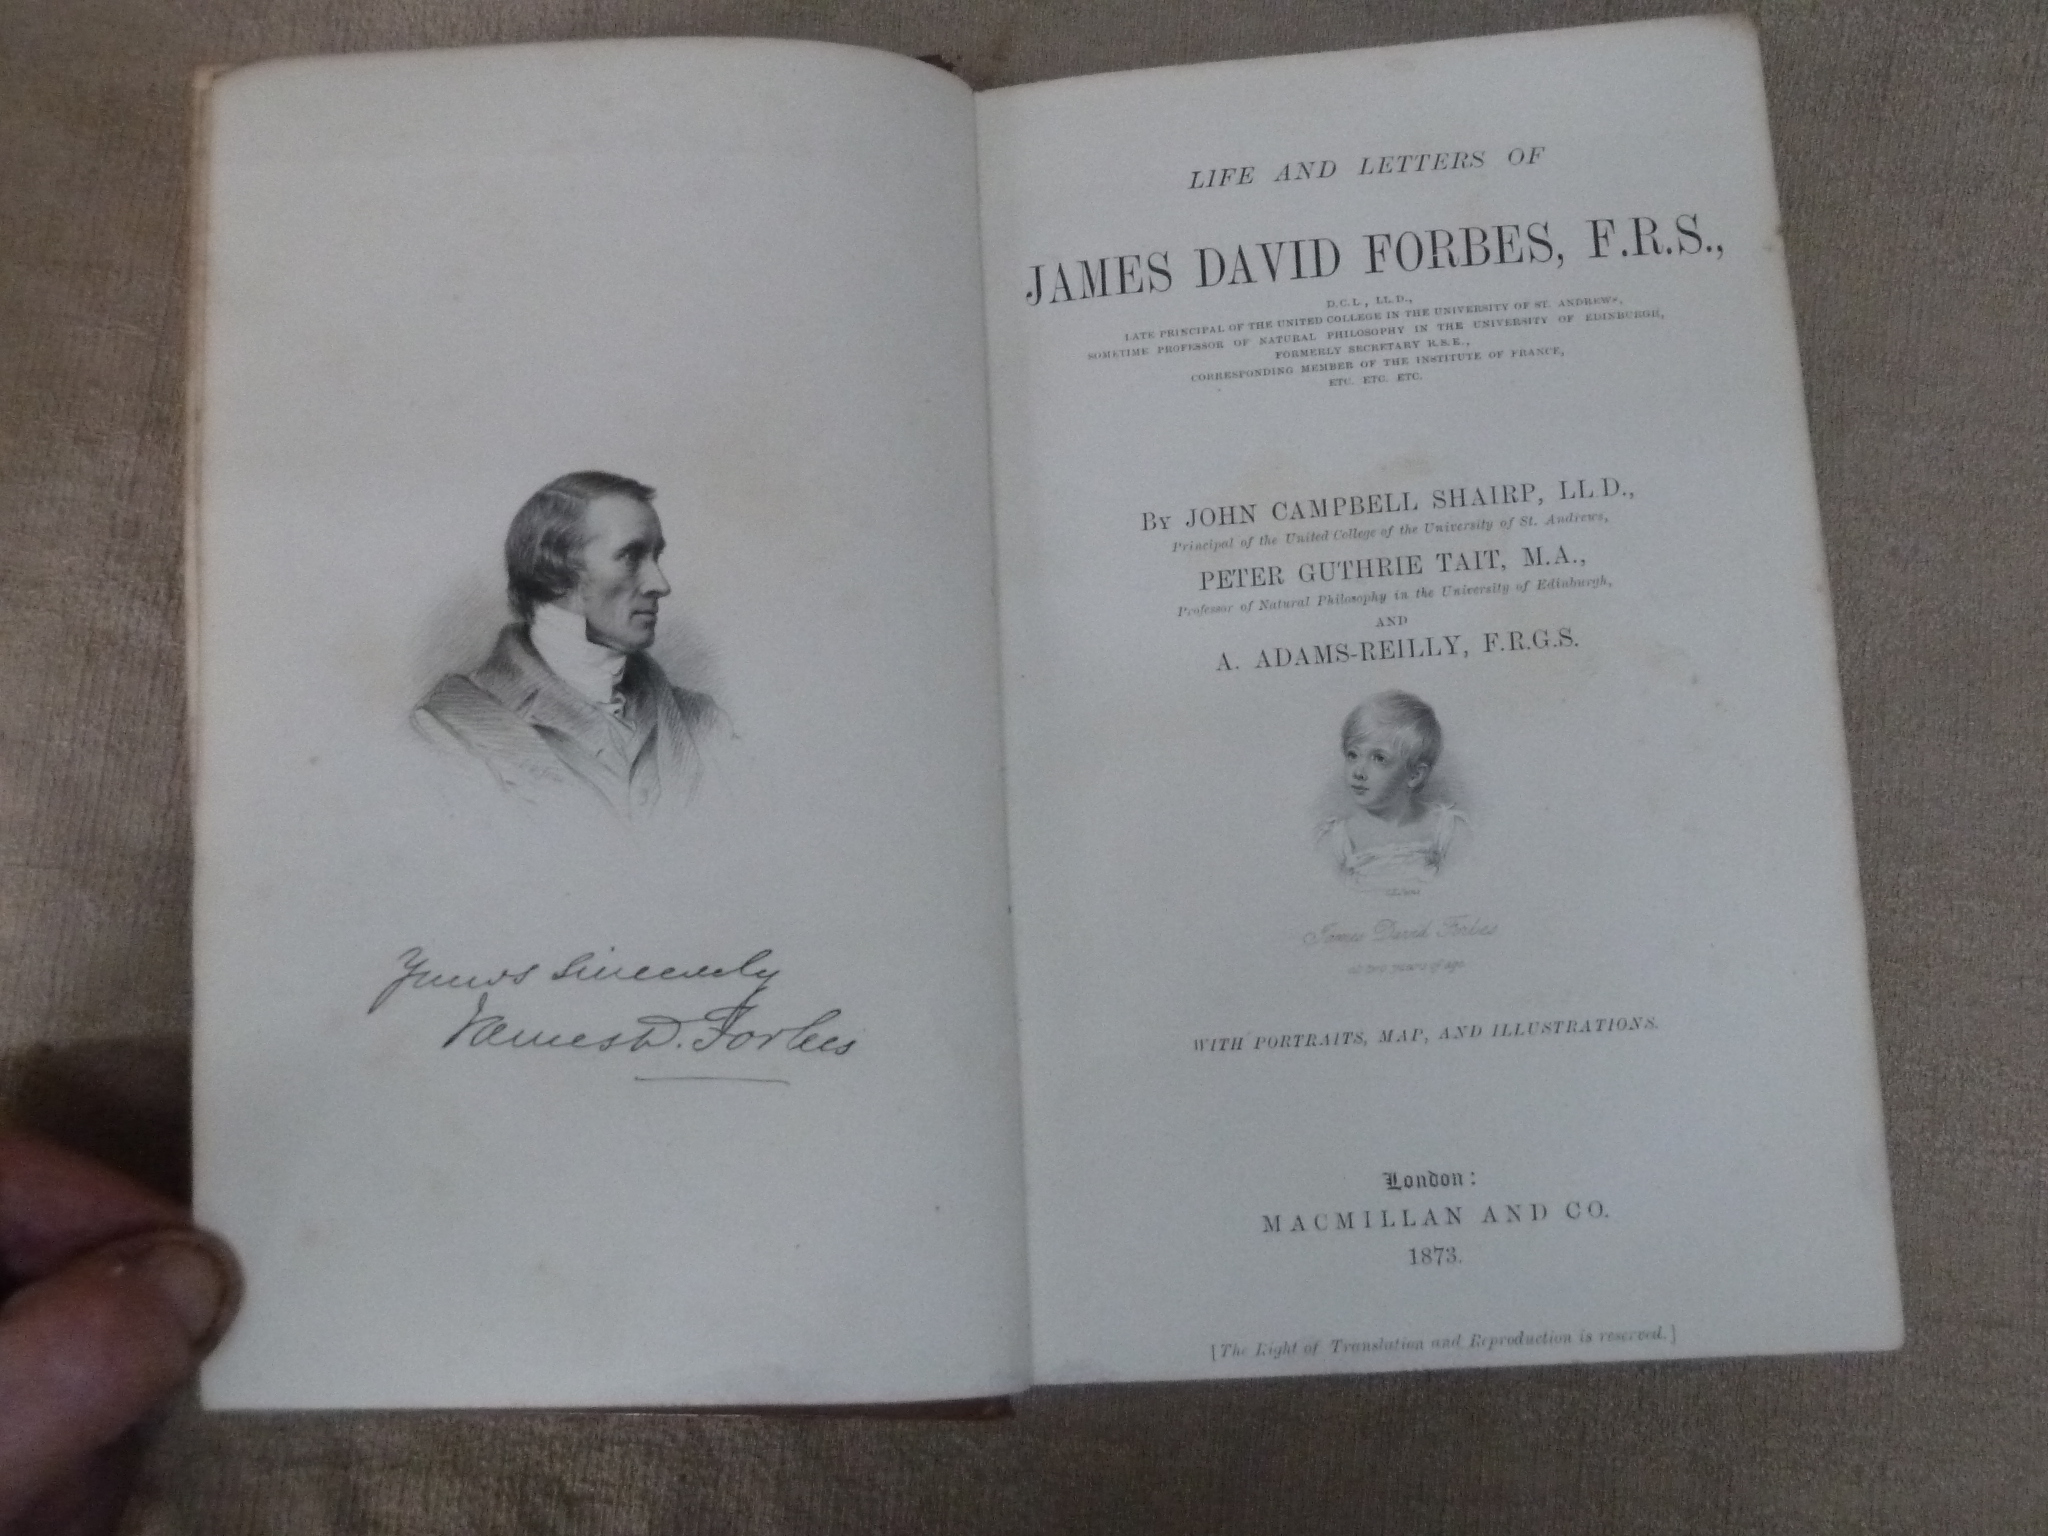 Yours Sincerely
James D. Forbes
LIFE AND LETTERS OF
JAMES DAVID FORBES, F.R.S.,
D.C.L., LL.D.,
LATE PRINCIPAL OF THE UNITED COLLEGE IN THE UNIVERSITY OF ST. ANDREWS,
SOMETIME PROFESSOR OF NATURAL PHILOSOPHY IN THE UNIVERSITY OF EDINBURGH,
FORMERLY SECRETARY R.S.E.,
CORRESPONDING MEMBER OF THE INSTITUTE OF FRANCE,
ETC. ETC. ETC.
By JOHN CAMPBELL SHAIRP, LL.D.,
Principal of the United College of the University of St. Andrews,
PETER GUTHRIE TAIT, M.A.,
Professor of Natural Philosophy in the University of Edinburgh,
AND
A. ADAMS-REILLY, F.R.G.S.
James David Forbes
at two years of age
WITH PORTRAITS, MAP, AND ILLUSTRATIONS.
London:
MACMILLAN AND CO.
1873.
[The Right of Translation and Reproduction is reserved.]